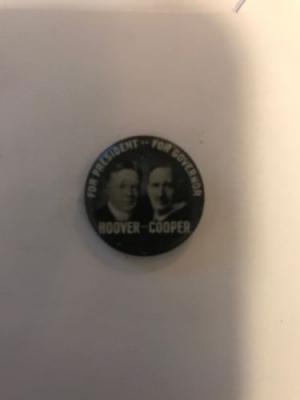 FOR PRESIDENT -- FOR GOVERNOR
HOOVER COOPER